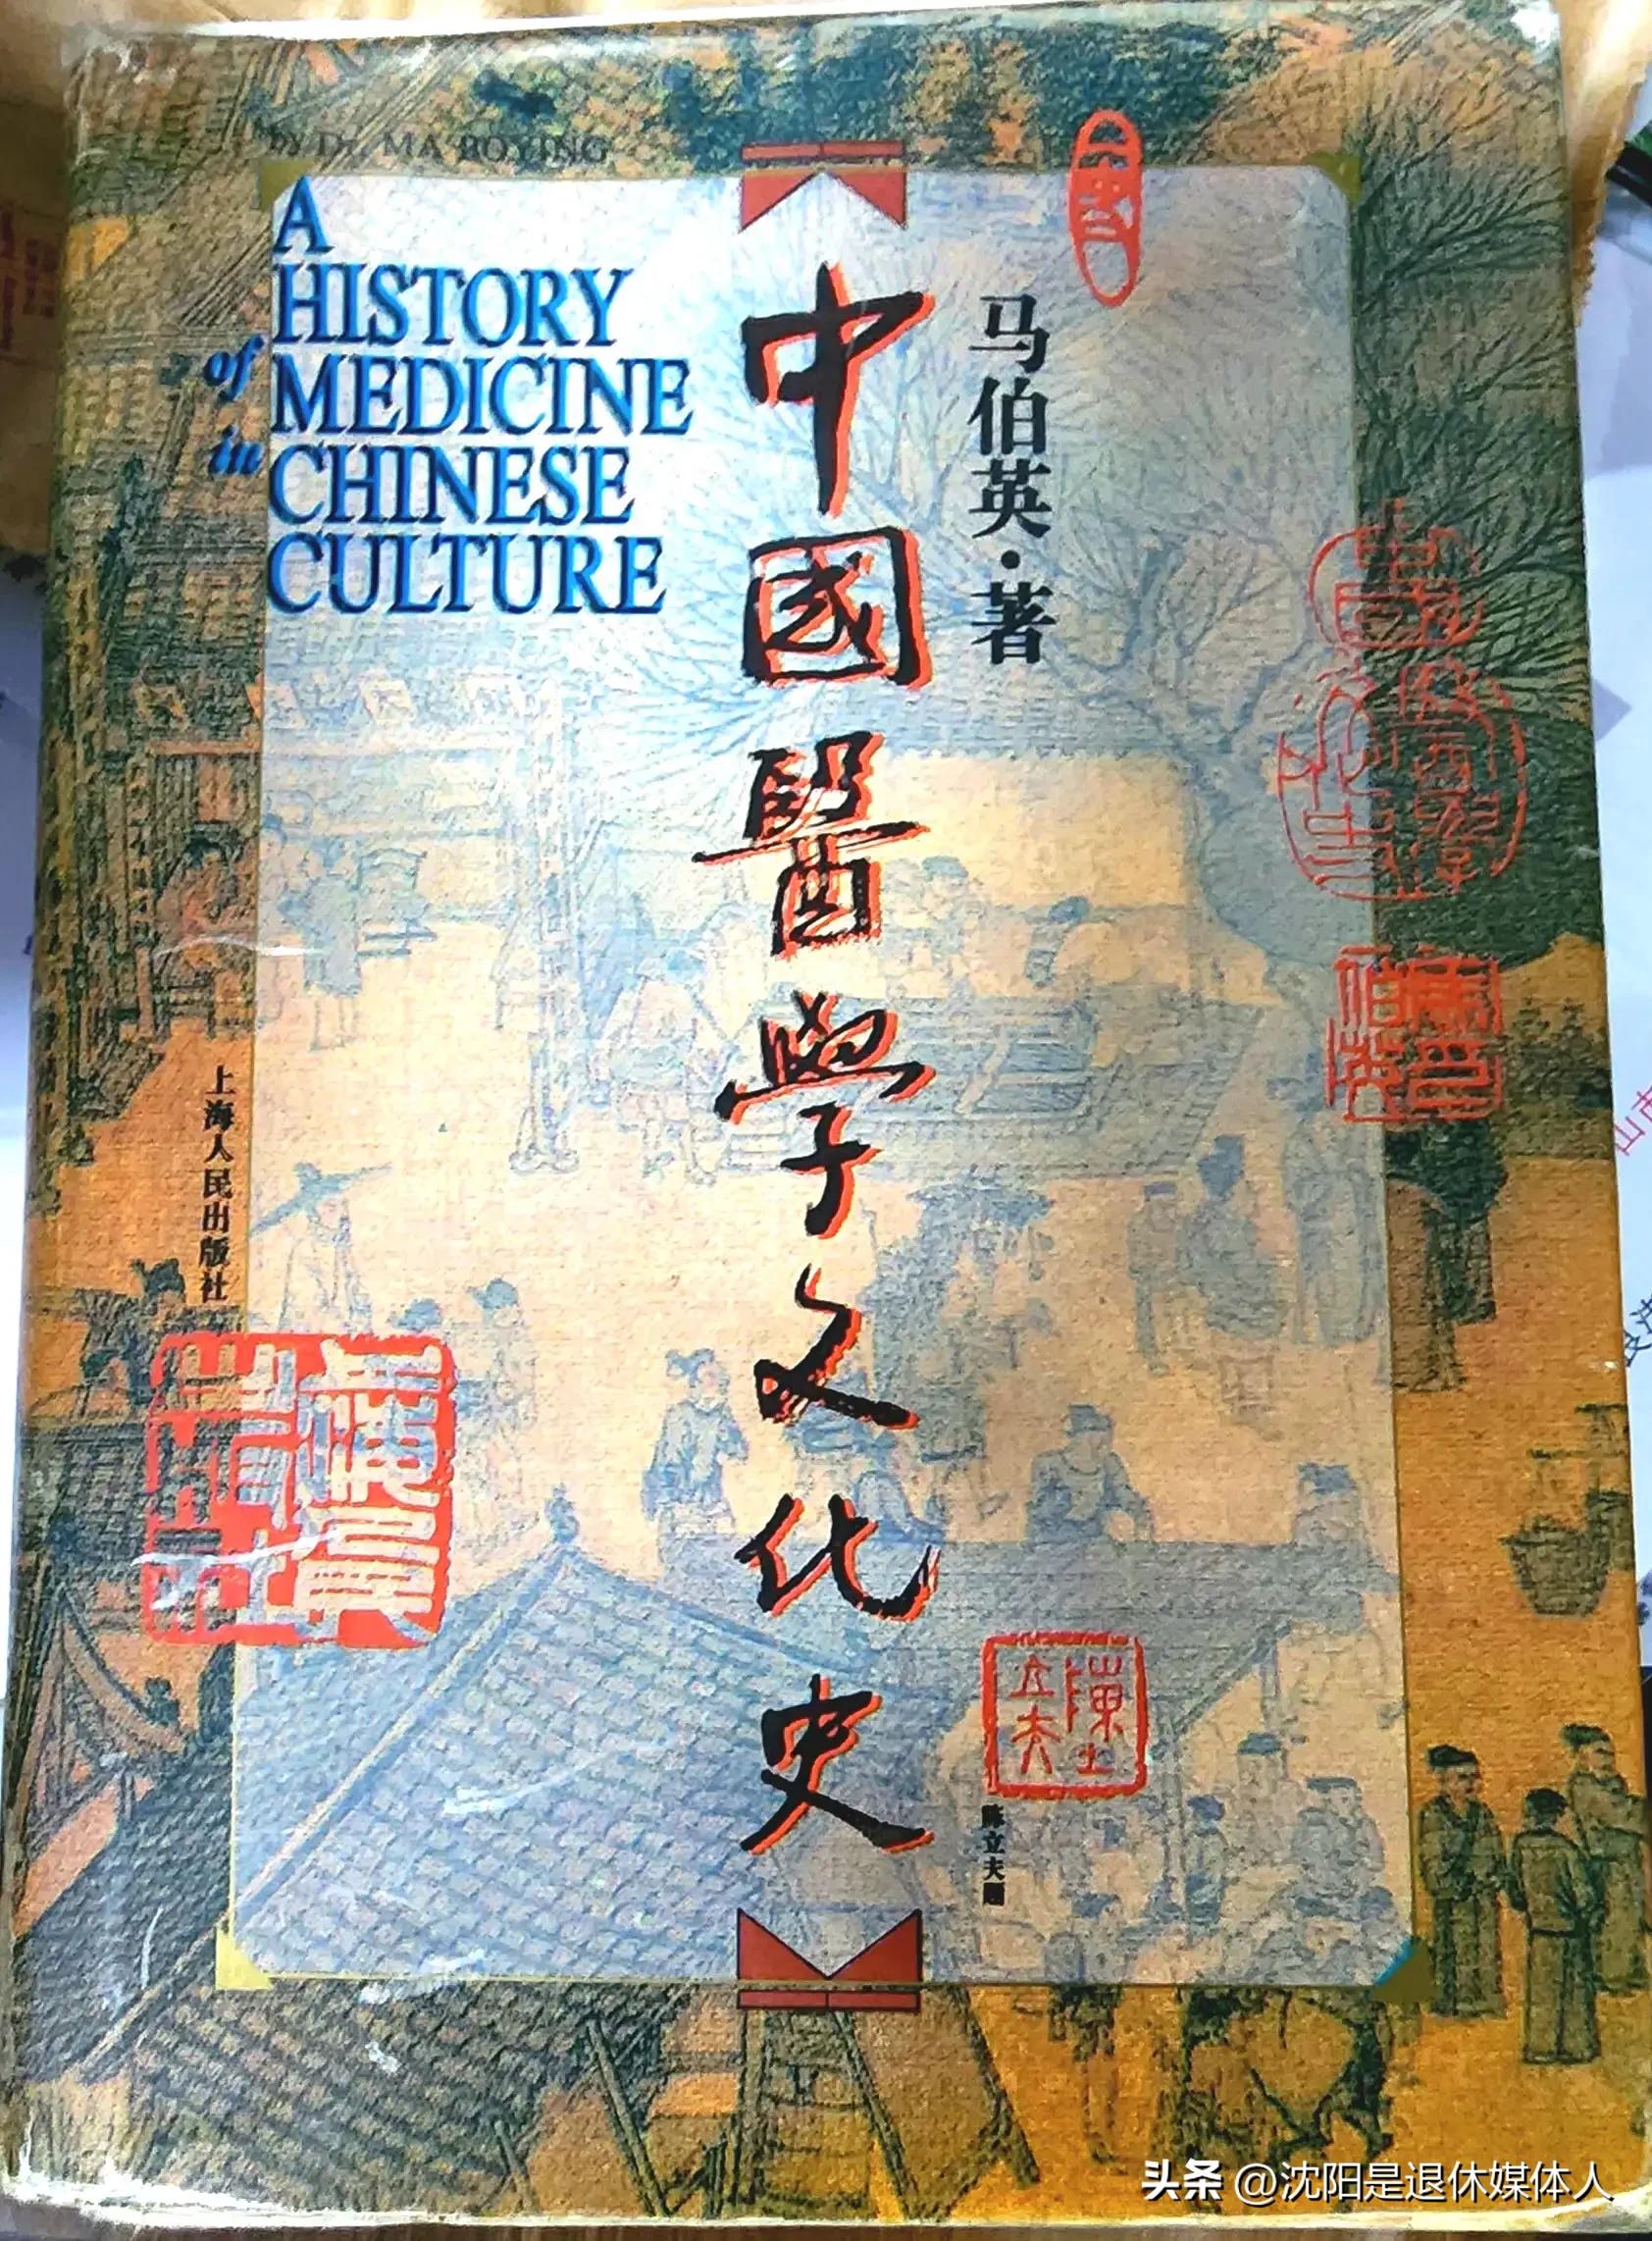 by Dr. MA BOYING
A
HISTORY
of MEDICINE
in CHINESE
CULTURE
中國醫學文化史
马伯英·著
上海人民出版社
陳立夫
陈立夫题
头条 @沈阳是退休媒体人